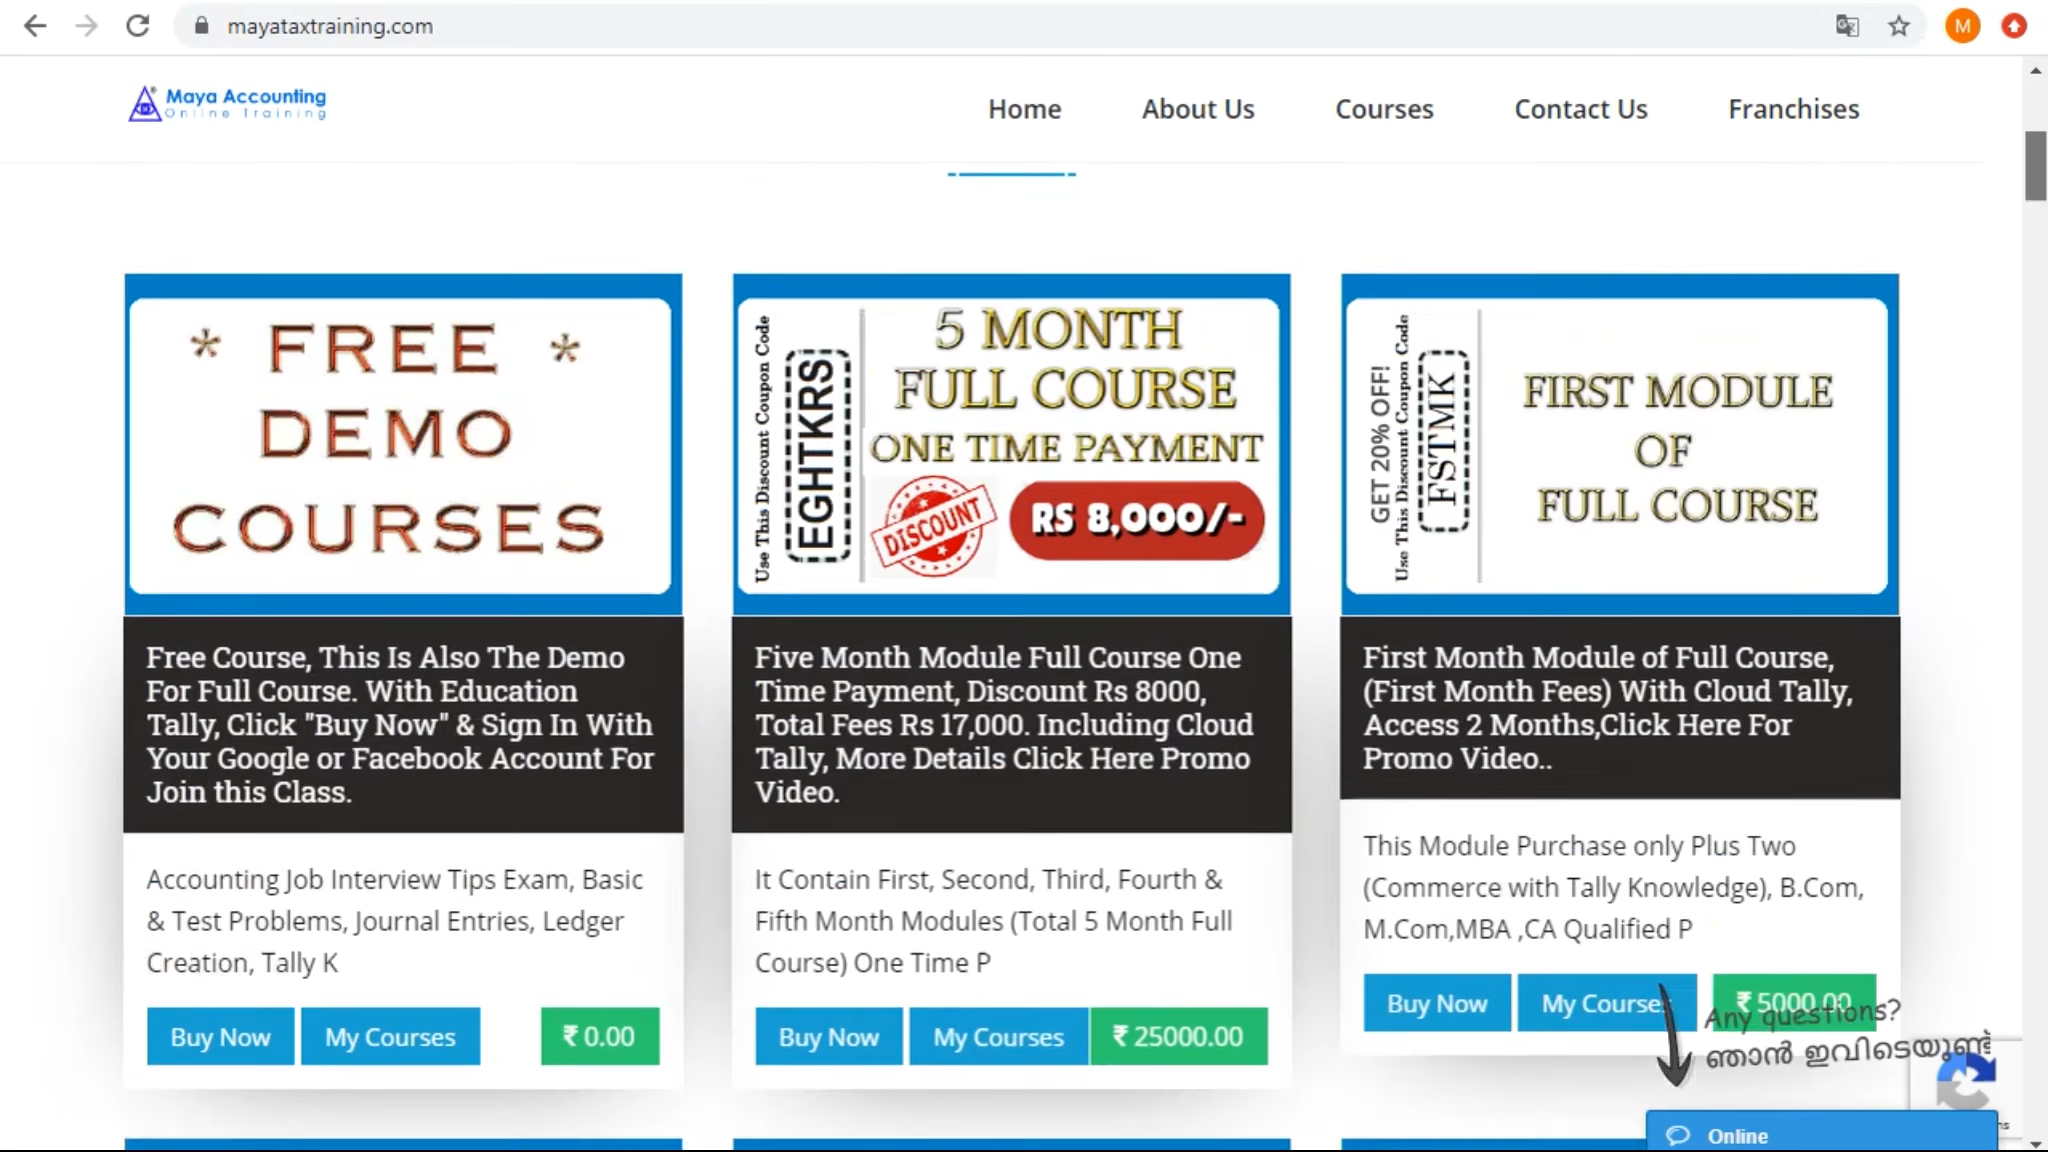 mayataxtraining.com
M
Maya Accounting
Online Training
Home
About Us
Courses
Contact Us
Franchises
* FREE *
DEMO
COURSES
Free Course, This Is Also The Demo
For Full Course. With Education
Tally, Click "Buy Now" & Sign In With
Your Google or Facebook Account For
Join this Class.
Accounting Job Interview Tips Exam, Basic
& Test Problems, Journal Entries, Ledger
Creation, Tally K
Buy Now
My Courses
₹ 0.00
Use This Discount Coupon Code
EGHTKRS
5 MONTH
FULL COURSE
ONE TIME PAYMENT
DISCOUNT
RS 8,000/-
Five Month Module Full Course One
Time Payment, Discount Rs 8000,
Total Fees Rs 17,000. Including Cloud
Tally, More Details Click Here Promo
Video.
It Contain First, Second, Third, Fourth &
Fifth Month Modules (Total 5 Month Full
Course) One Time P
Buy Now
My Courses
₹ 25000.00
GET 20% OFF!
Use This Discount Coupon Code
FSTMK
FIRST MODULE
OF
FULL COURSE
First Month Module of Full Course,
(First Month Fees) With Cloud Tally,
Access 2 Months,Click Here For
Promo Video..
This Module Purchase only Plus Two
(Commerce with Tally Knowledge), B.Com,
M.Com,MBA ,CA Qualified P
Buy Now
My Courses
₹ 5000.00
Any questions?
ഞാൻ ഇവിടെയുണ്ട്
Online